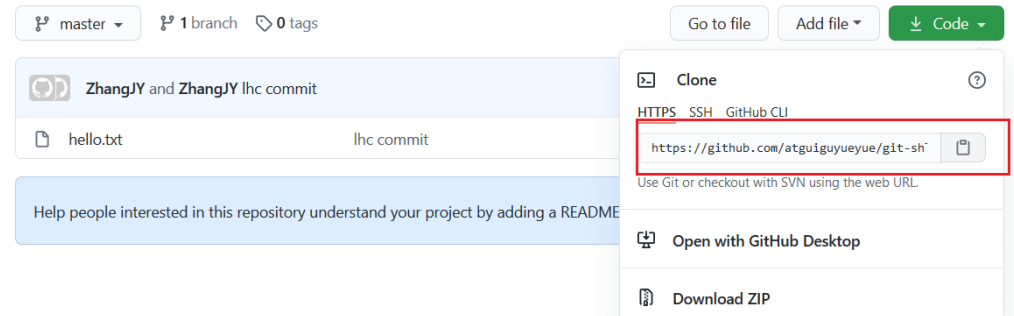 master 1 branch 0 tags Go to file Add file Code
ZhangJY and ZhangJY lhc commit
hello.txt lhc commit
Help people interested in this repository understand your project by adding a README
Clone
HTTPS SSH GitHub CLI
https://github.com/atguiguyueyue/git-sh
Use Git or checkout with SVN using the web URL.
Open with GitHub Desktop
Download ZIP